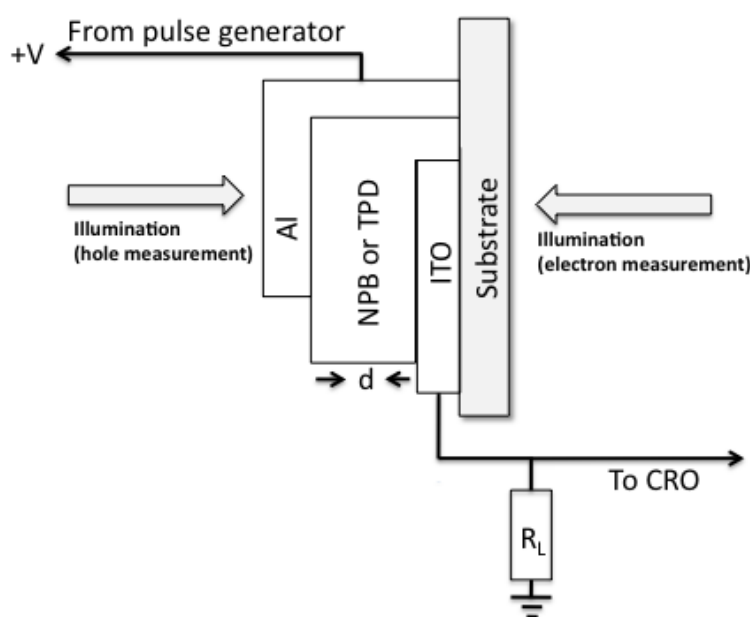 From pulse generator
+V
Illumination
(hole measurement)
Al
NPB or TPD
ITO
Substrate
Illumination
(electron measurement)
d
To CRO
RL